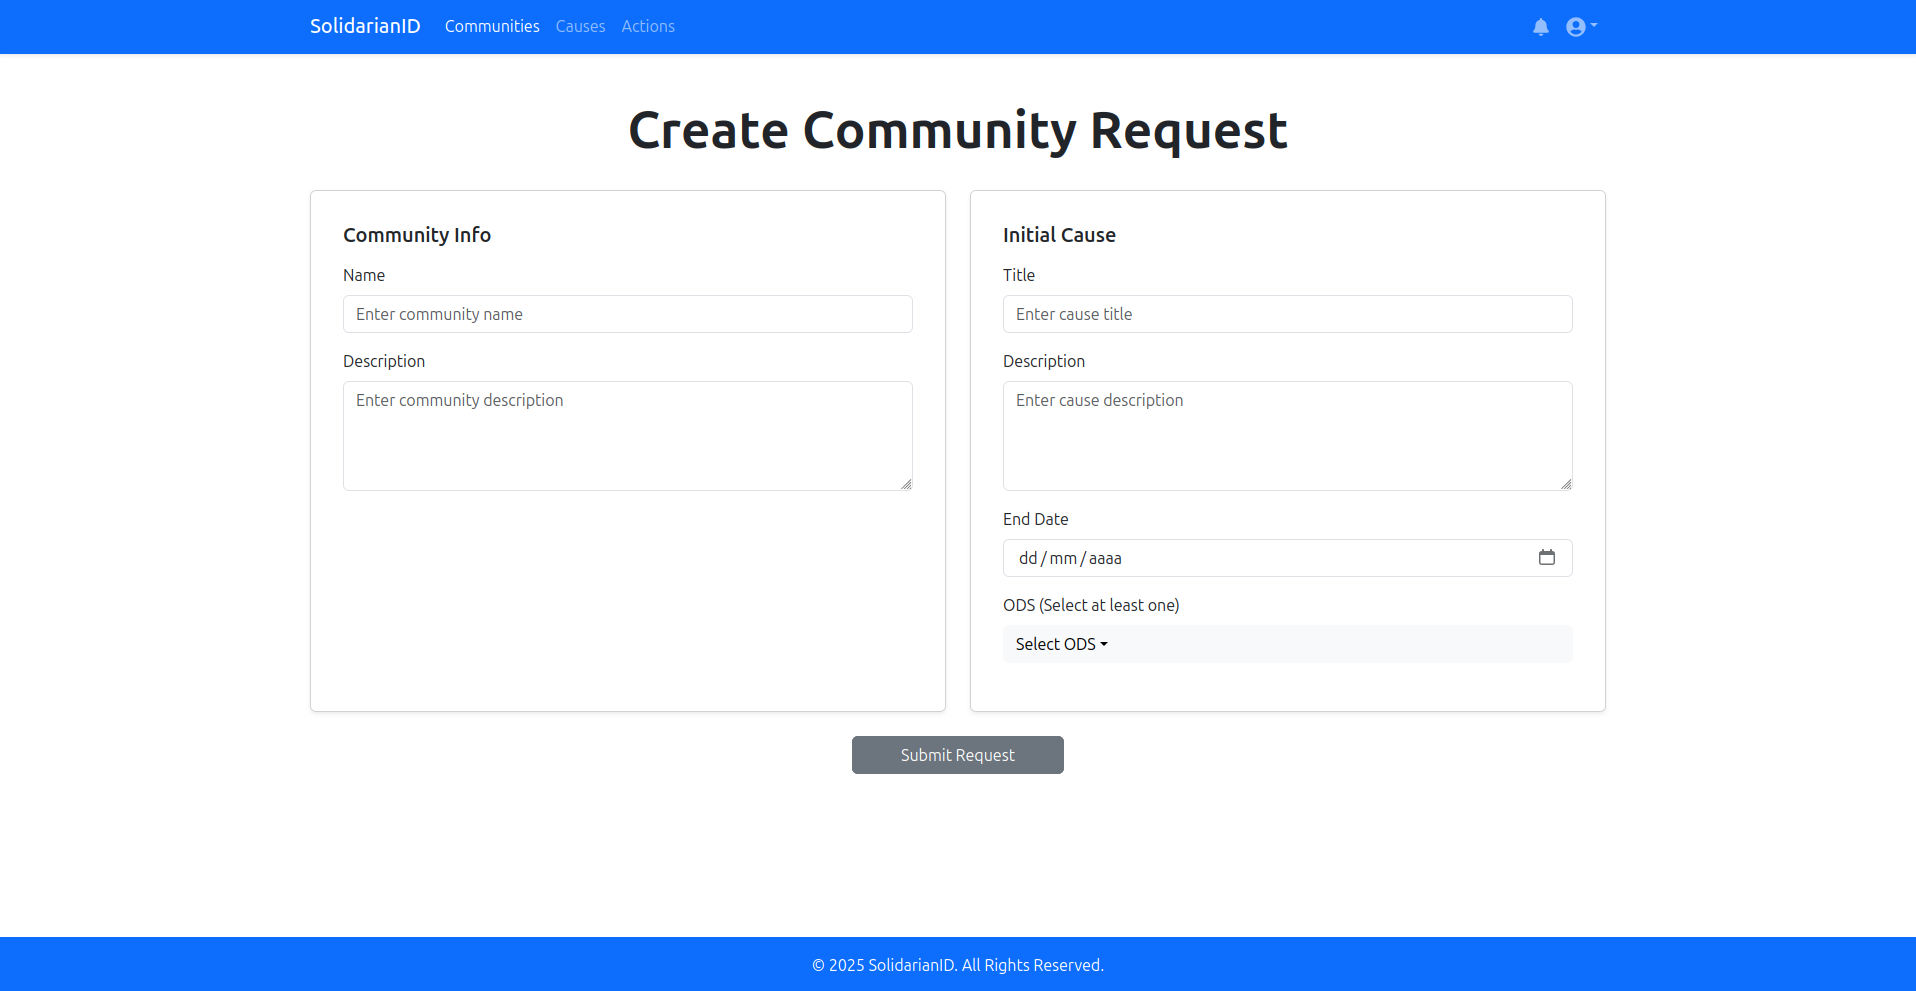 SolidarianID Communities Causes Actions
Create Community Request
Community Info
Name
Enter community name
Description
Enter community description
Initial Cause
Title
Enter cause title
Description
Enter cause description
End Date
dd/mm/aaaa
ODS (Select at least one)
Select ODS
Submit Request
© 2025 SolidarianID. All Rights Reserved.